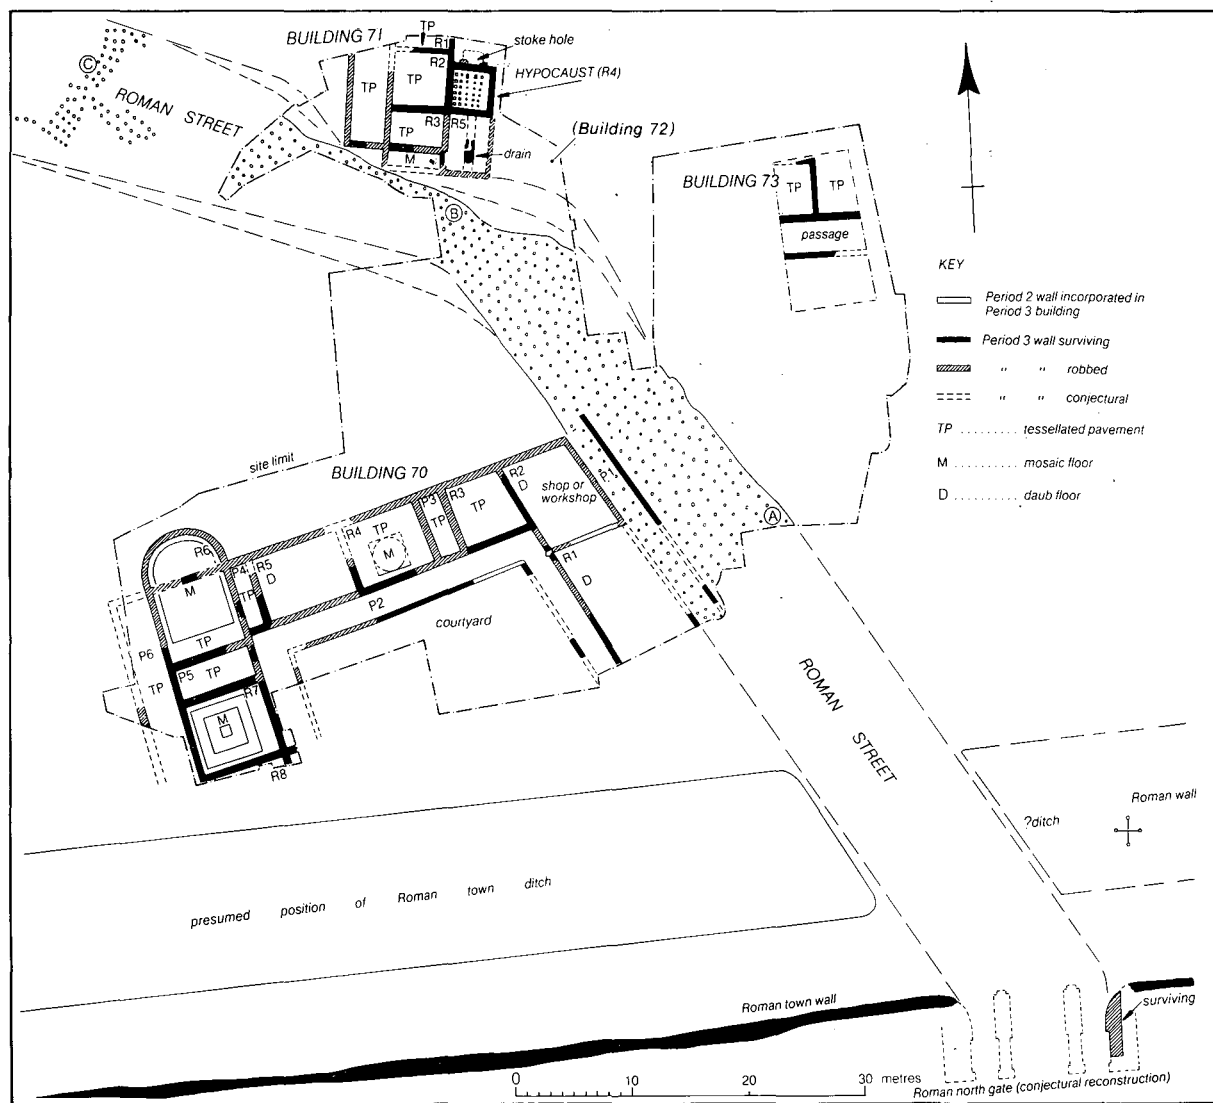 BUILDING 71
TP
R1
stoke hole
R2
TP
TP
HYPOCAUST (R4)
C
ROMAN STREET
R3
R5
TP
(Building 72)
M
drain
BUILDING 73
TP
TP
passage
B
KEY
Period 2 wall incorporated in
Period 3 building
Period 3 wall surviving
" " robbed
" " conjectural
TP .......... tessellated pavement
M .......... mosaic floor
D .......... daub floor
site limit
BUILDING 70
R2
D
shop or
workshop
P1
P3
R3
TP
TP
R4
TP
M
A
R6
R5
P4
D
TP
M
R1
D
P2
courtyard
TP
P6
P5
TP
TP
R7
M
R8
ROMAN STREET
Roman wall
?ditch
presumed position of Roman town ditch
Roman town wall
surviving
0 10 20 30 metres
Roman north gate (conjectural reconstruction)